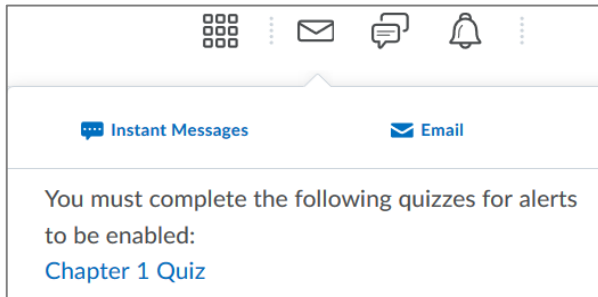 Instant Messages
Email
You must complete the following quizzes for alerts
to be enabled:
Chapter 1 Quiz